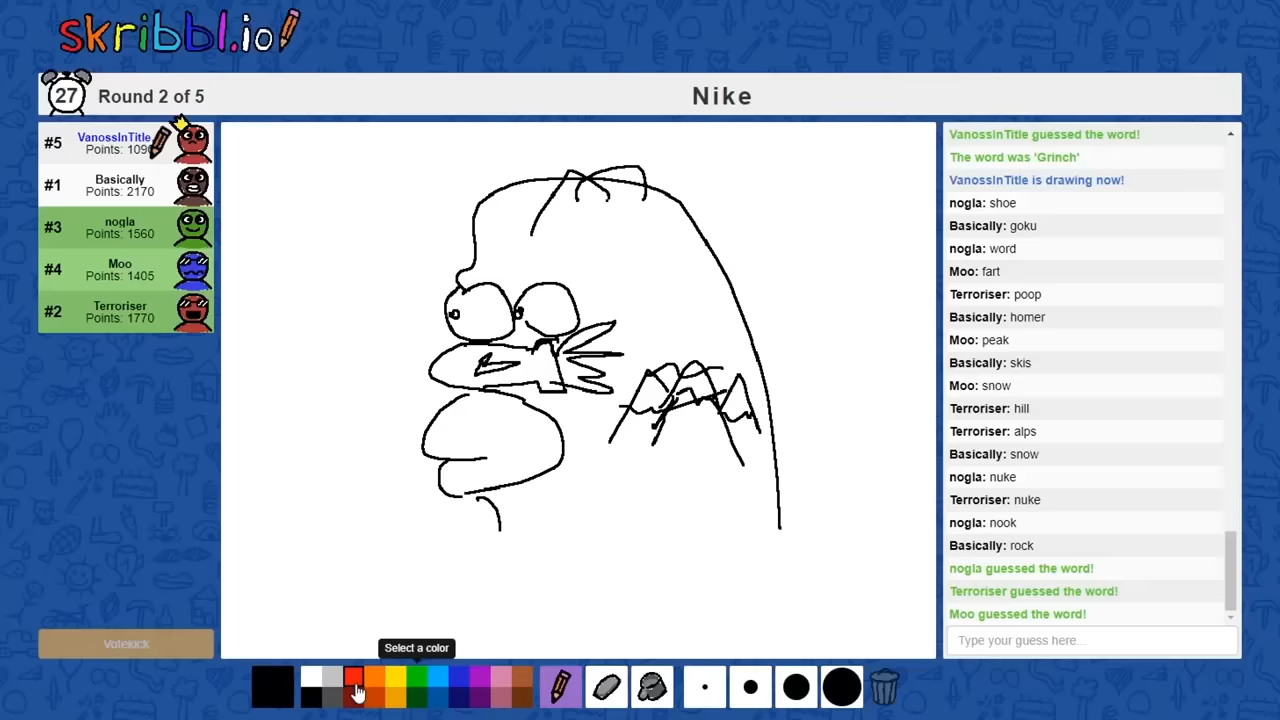 skribbl.io
27 Round 2 of 5
Nike
#5 VanossInTitle
Points: 1090
#1 Basically
Points: 2170
#3 nogla
Points: 1560
#4 Moo
Points: 1405
#2 Terroriser
Points: 1770
Votekick
VanossInTitle guessed the word!
The word was 'Grinch'
VanossInTitle is drawing now!
nogla: shoe
Basically: goku
nogla: word
Moo: fart
Terroriser: poop
Basically: homer
Moo: peak
Basically: skis
Moo: snow
Terroriser: hill
Terroriser: alps
Basically: snow
nogla: nuke
Terroriser: nuke
nogla: nook
Basically: rock
nogla guessed the word!
Terroriser guessed the word!
Moo guessed the word!
Type your guess here...
Select a color